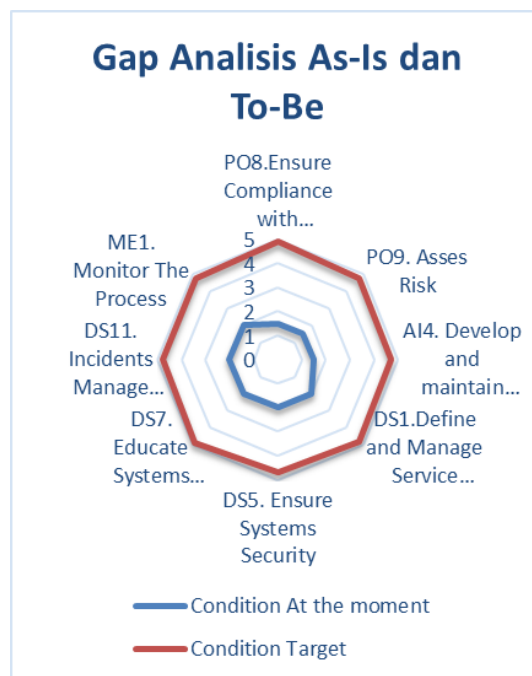 Gap Analisis As-Is dan
To-Be
PO8.Ensure
Compliance
with...
PO9. Asses
Risk
AI4. Develop
and
maintain...
DS1.Define
and Manage
Service...
DS5. Ensure
Systems
Security
DS7.
Educate
Systems...
DS11.
Incidents
Manage...
ME1.
Monitor The
Process
5
4
3
2
1
0
Condition At the moment
Condition Target